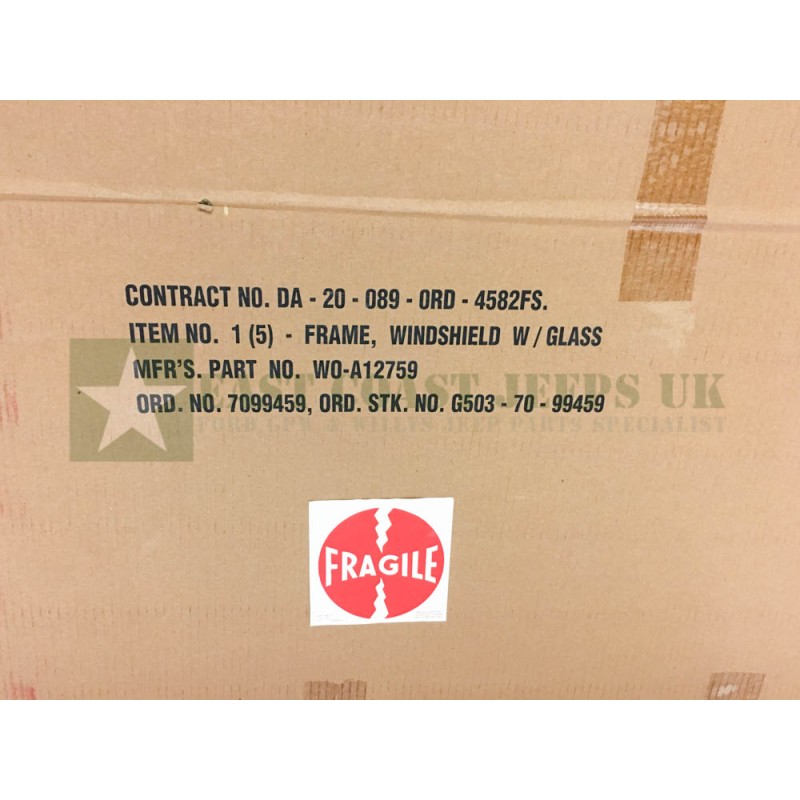 CONTRACT NO. DA - 20 - 089 - ORD - 4582FS.
ITEM NO. 1 (5) - FRAME, WINDSHIELD W / GLASS
MFR'S. PART NO. WO-A12759
EAST COAST JEEPS UK
ORD. NO. 7099459, ORD. STK. NO. G503 - 70 - 99459
FORD GPW & WILLYS JEEP PARTS SPECIALIST
FRAGILE